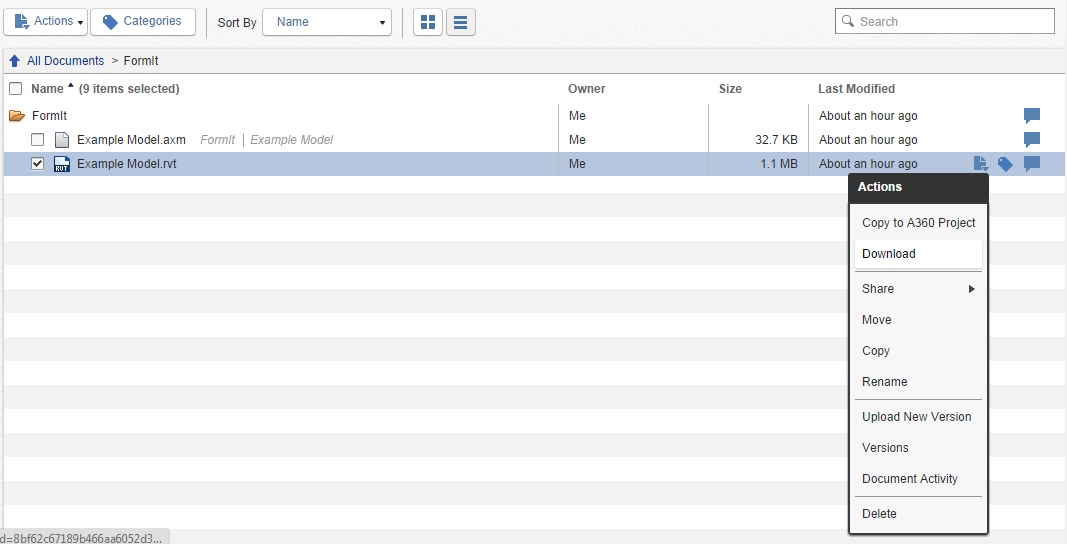 Actions Categories Sort By Name Search
All Documents > FormIt
Name (9 items selected) Owner Size Last Modified
FormIt Me About an hour ago
Example Model.axm FormIt | Example Model Me 32.7 KB About an hour ago
RVT Example Model.rvt Me 1.1 MB About an hour ago
Actions
Copy to A360 Project
Download
Share
Move
Copy
Rename
Upload New Version
Versions
Document Activity
Delete
d=8bf62c67189b466aa6052d3...